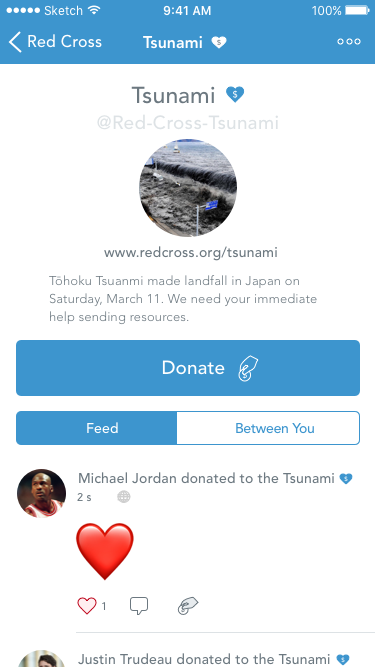 Sketch 9:41 AM 100%
Red Cross Tsunami
Tsunami
@Red-Cross-Tsunami
www.redcross.org/tsunami
Tōhoku Tsuanmi made landfall in Japan on
Saturday, March 11. We need your immediate
help sending resources.
Donate
Feed Between You
Michael Jordan donated to the Tsunami
2 s
1
Justin Trudeau donated to the Tsunami